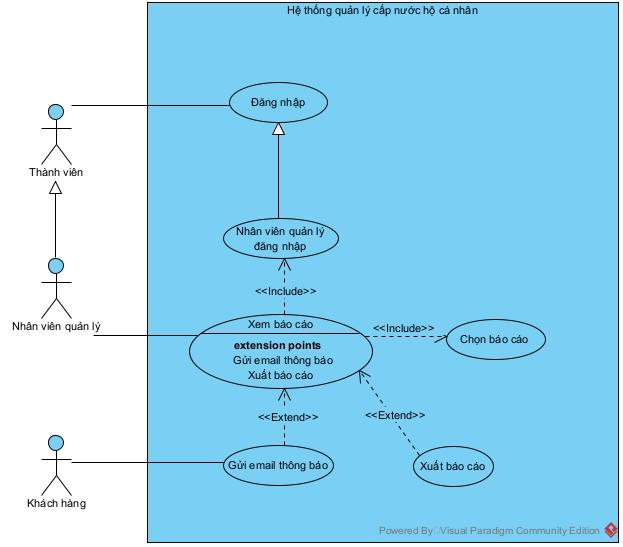 Hệ thống quản lý cấp nước hộ cá nhân
Đăng nhập
Thành viên
Nhân viên quản lý
đăng nhập
<<Include>>
Nhân viên quản lý
Xem báo cáo
extension points
Gửi email thông báo
Xuất báo cáo
<<Include>>
Chọn báo cáo
<<Extend>>
<<Extend>>
Khách hàng
Gửi email thông báo
Xuất báo cáo
Powered By Visual Paradigm Community Edition